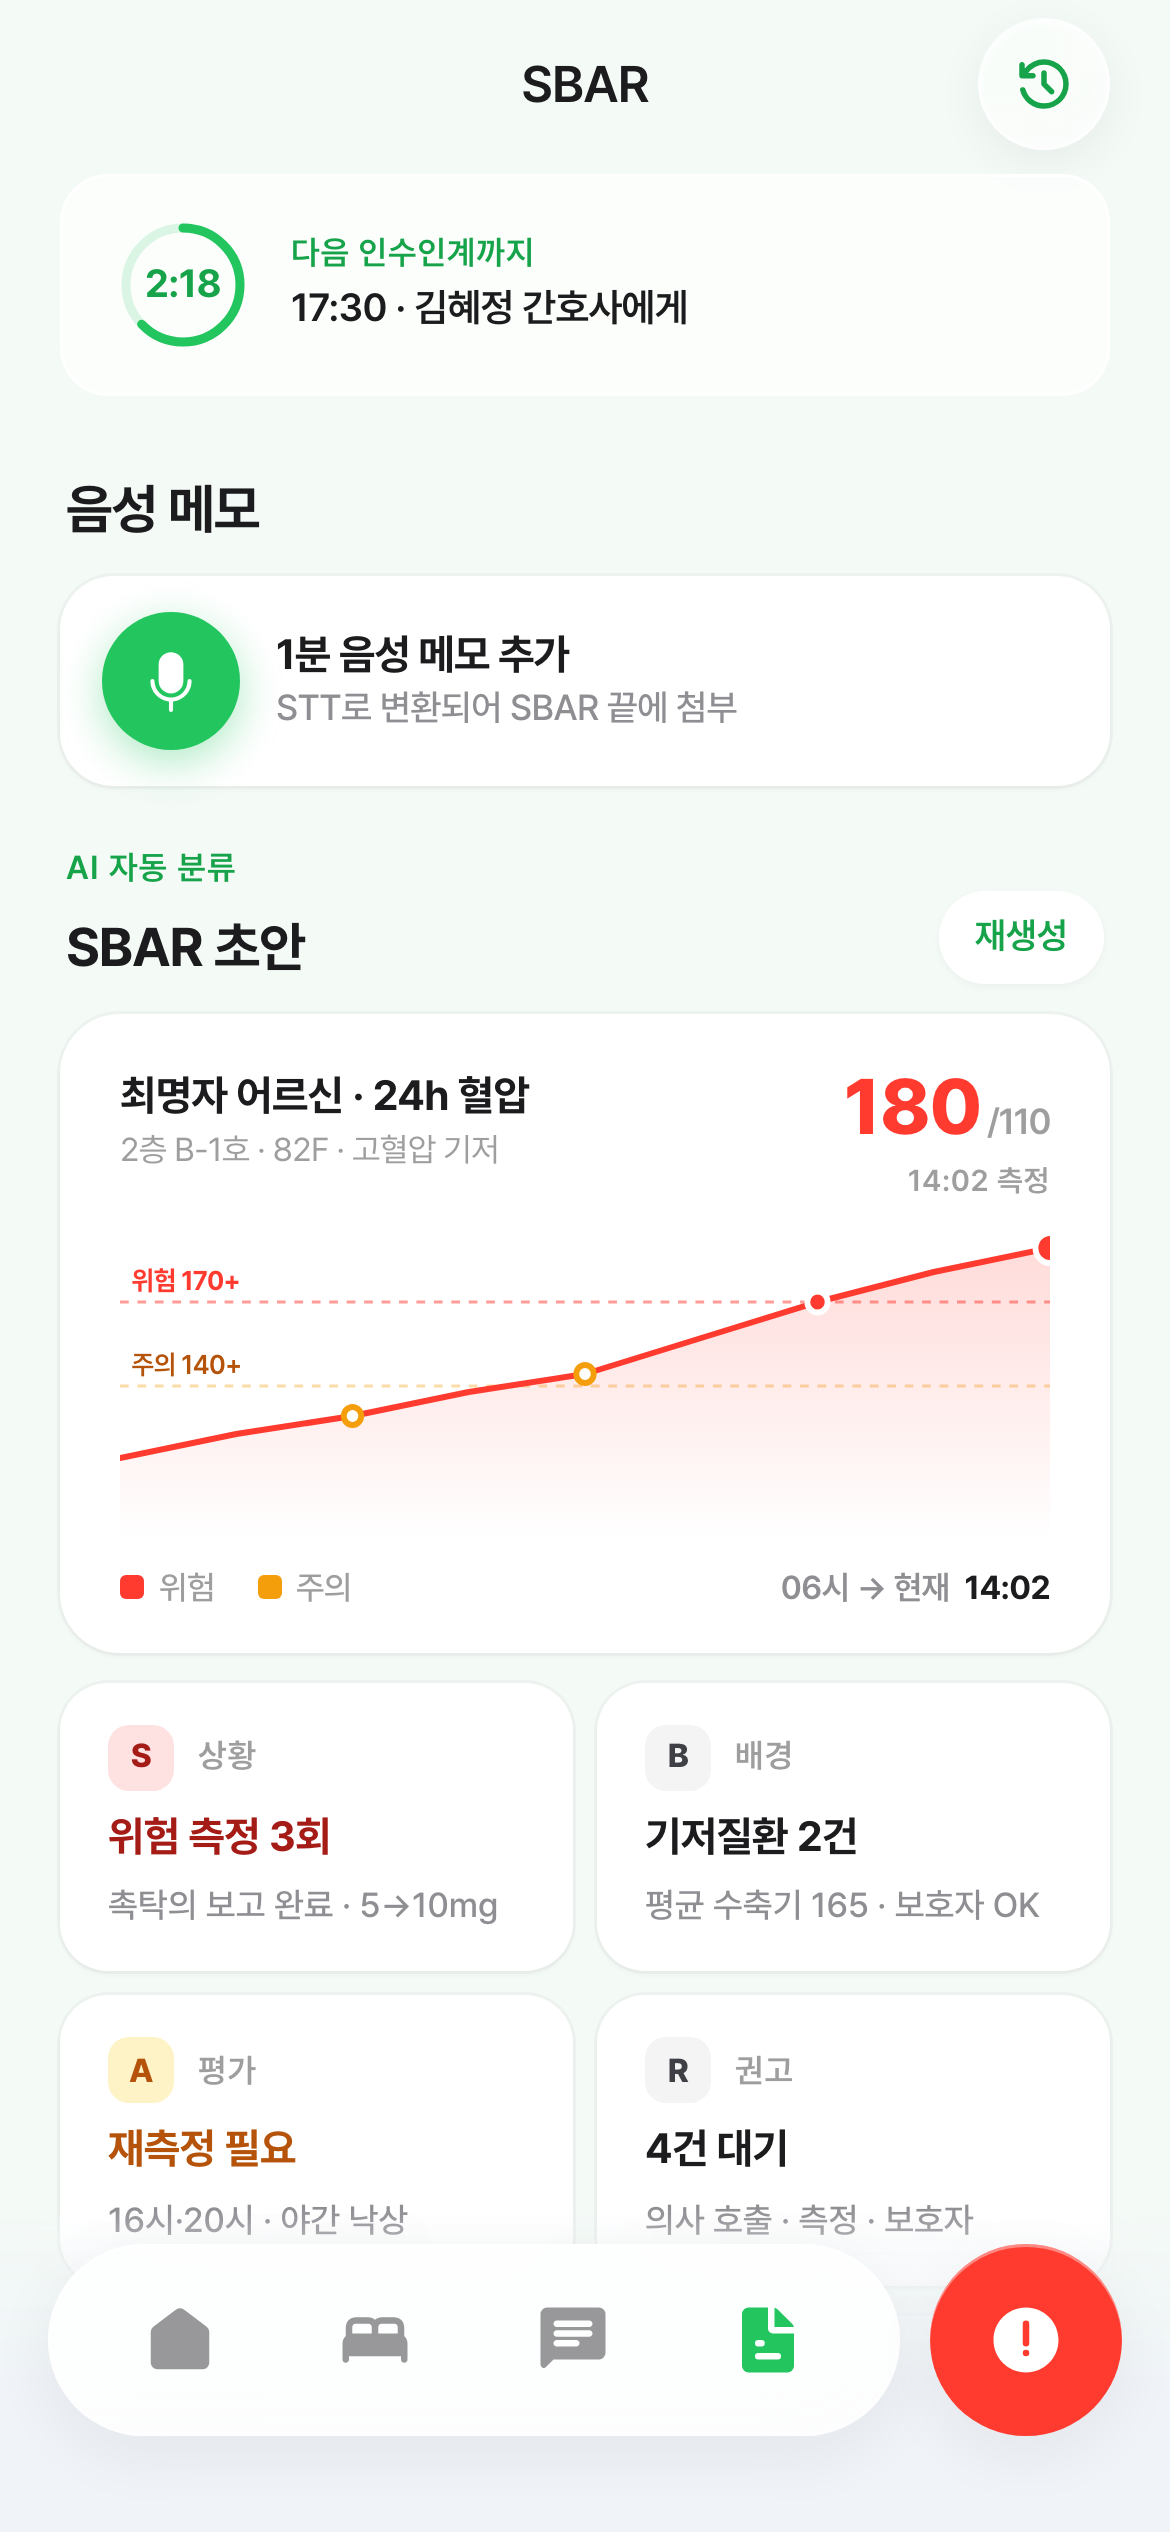 SBAR
2:18
다음 인수인계까지
17:30 · 김혜정 간호사에게
음성 메모
1분 음성 메모 추가
STT로 변환되어 SBAR 끝에 첨부
AI 자동 분류
SBAR 초안
재생성
최명자 어르신 · 24h 혈압
2층 B-1호 · 82F · 고혈압 기저
180 /110
14:02 측정
위험 170+
주의 140+
위험
주의
06시 → 현재 14:02
S 상황
위험 측정 3회
촉탁의 보고 완료 · 5→10mg
B 배경
기저질환 2건
평균 수축기 165 · 보호자 OK
A 평가
재측정 필요
16시·20시 · 야간 낙상
R 권고
4건 대기
의사 호출 · 측정 · 보호자